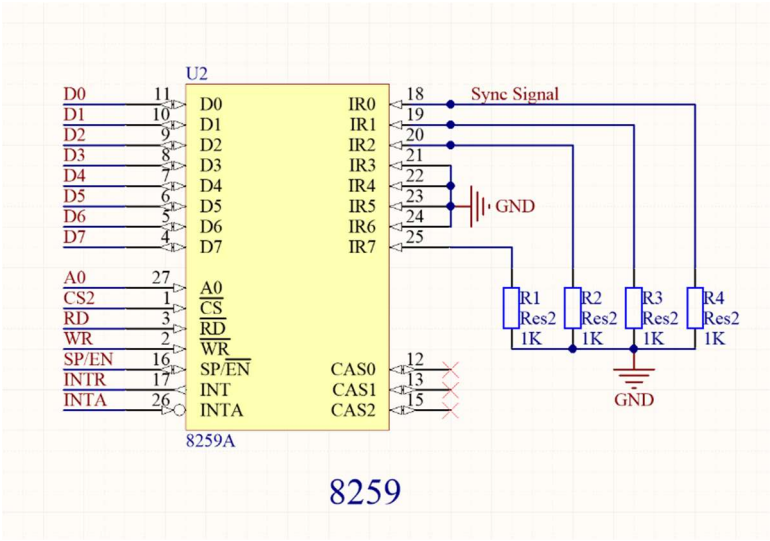 U2
D0 11 D0 IR0 18 Sync Signal
D1 10 D1 IR1 19
D2 9 D2 IR2 20
D3 8 D3 IR3 21
D4 7 D4 IR4 22
D5 6 D5 IR5 23 GND
D6 5 D6 IR6 24
D7 4 D7 IR7 25
A0 27 A0
CS2 1 CS R1 R2 R3 R4
RD 3 RD Res2 Res2 Res2 Res2
WR 2 WR 1K 1K 1K 1K
SP/EN 16 SP/EN CAS0 12
INTR 17 INT CAS1 13
INTA 26 INTA CAS2 15
GND
8259A
8259